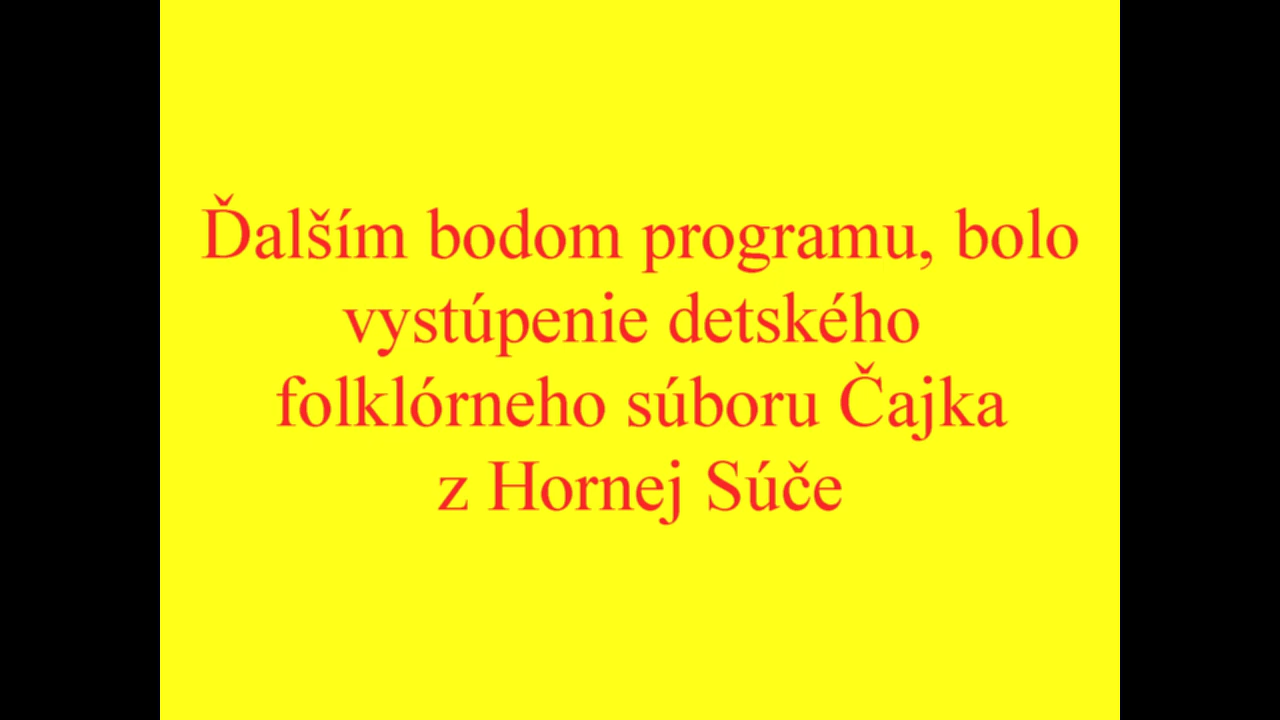 Ďalším bodom programu, bolo
vystúpenie detského
folklórneho súboru Čajka
z Hornej Súče